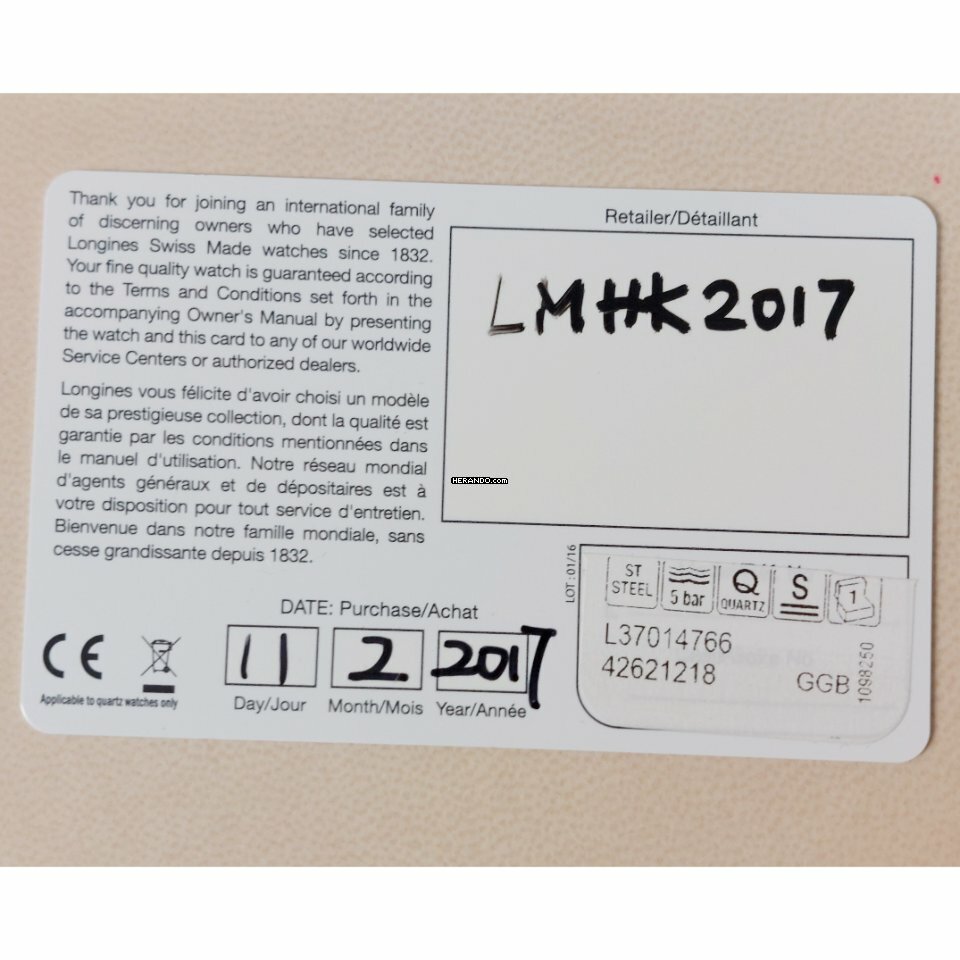 Thank you for joining an international family
of discerning owners who have selected
Longines Swiss Made watches since 1832.
Your fine quality watch is guaranteed according
to the Terms and Conditions set forth in the
accompanying Owner's Manual by presenting
the watch and this card to any of our worldwide
Service Centers or authorized dealers.
Longines vous félicite d'avoir choisi un modèle
de sa prestigieuse collection, dont la qualité est
garantie par les conditions mentionnées dans
le manuel d'utilisation. Notre réseau mondial
d'agents généraux et de dépositaires est à
votre disposition pour tout service d'entretien.
Bienvenue dans notre famille mondiale, sans
cesse grandissante depuis 1832.
Retailer/Détaillant
LMHK2017
HERANDO.com
DATE: Purchase/Achat
11 2. 2017
Day/Jour Month/Mois Year/Année
CE
Applicable to quartz watches only
LOT : 01/16
ST STEEL
5 bar
Q QUARTZ
S
1
L37014766
42621218
GGB
1098250